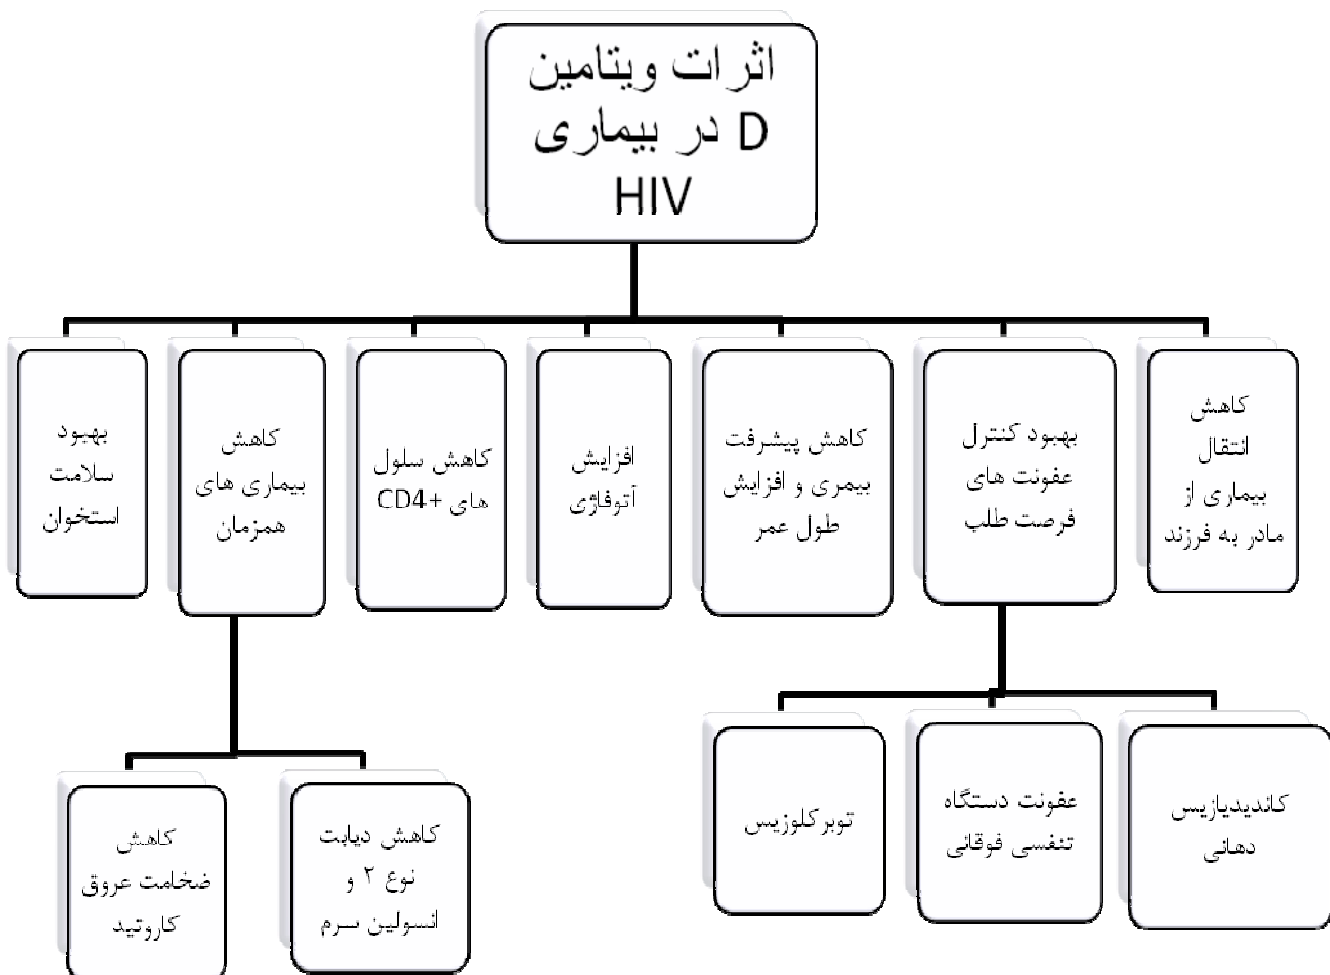 اثرات ویتامین
D در بیماری
HIV
کاهش
انتقال
بیماری از
مادر به فرزند
بهبود کنترل
عفونت های
فرصت طلب
کاهش پیشرفت
بیمری و افزایش
طول عمر
افزایش
آتوفاژی
کاهش سلول
های CD4+
کاهش
بیماری های
همزمان
بهبود
سلامت
استخوان
کاندیدیازیس
دهانی
عفونت دستگاه
تنفسی فوقانی
توبرکلوزیس
کاهش دیابت
نوع ۲ و
انسولین سرم
کاهش
ضخامت عروق
کاروتید